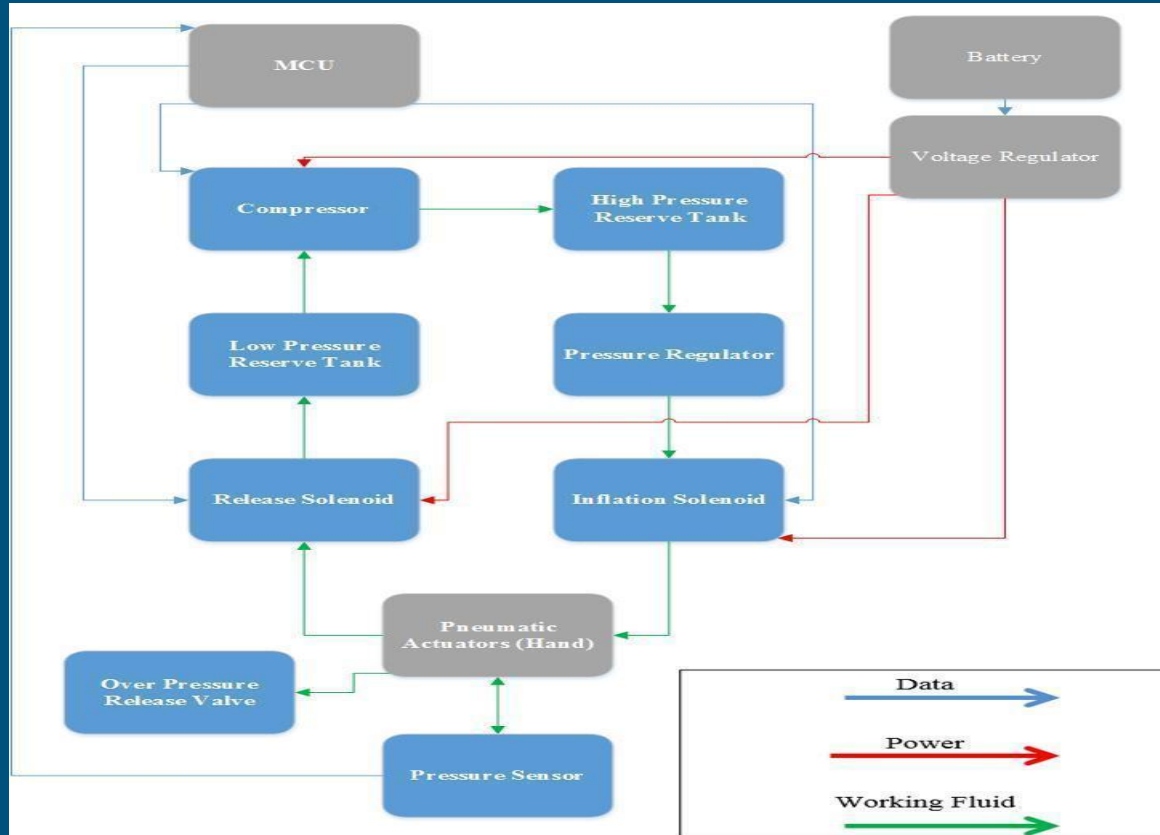 MCU
Battery
Voltage Regulator
Compressor
High Pressure
Reserve Tank
Low Pressure
Reserve Tank
Pressure Regulator
Release Solenoid
Inflation Solenoid
Pneumatic
Actuators (Hand)
Over Pressure
Release Valve
Pressure Sensor
Data
Power
Working Fluid